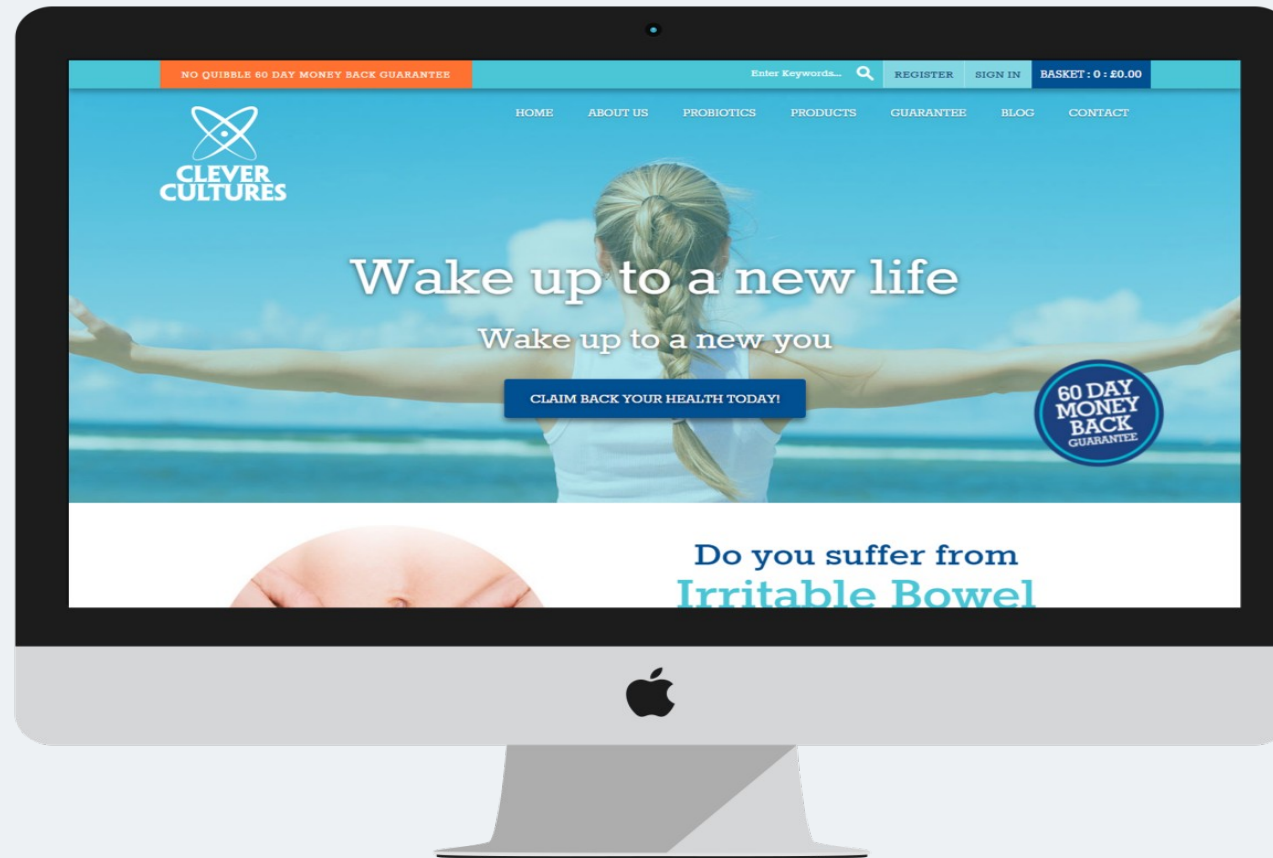 NO QUIBBLE 60 DAY MONEY BACK GUARANTEE
Enter Keywords...
REGISTER
SIGN IN
BASKET : 0 : £0.00
CLEVER
CULTURES
HOME
ABOUT US
PROBIOTICS
PRODUCTS
GUARANTEE
BLOG
CONTACT
Wake up to a new life
Wake up to a new you
CLAIM BACK YOUR HEALTH TODAY!
60 DAY
MONEY
BACK
GUARANTEE
Do you suffer from
Irritable Bowel